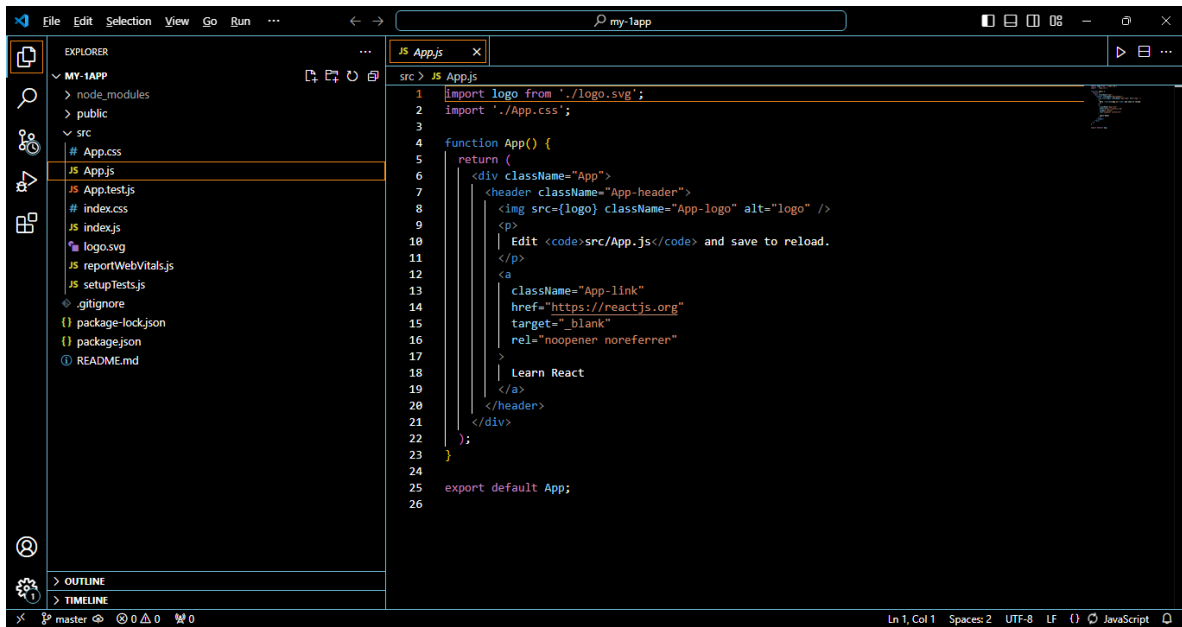 File Edit Selection View Go Run ··· ← → my-1app
EXPLORER ···
MY-1APP
node_modules
public
src
# App.css
JS App.js
JS App.test.js
# index.css
JS index.js
logo.svg
JS reportWebVitals.js
JS setupTests.js
.gitignore
{} package-lock.json
{} package.json
README.md
OUTLINE
TIMELINE
JS App.js ×
src > JS App.js
1 import logo from './logo.svg';
2 import './App.css';
3
4 function App() {
5 return (
6 <div className="App">
7 <header className="App-header">
8 <img src={logo} className="App-logo" alt="logo" />
9 <p>
10 Edit <code>src/App.js</code> and save to reload.
11 </p>
12 <a
13 className="App-link"
14 href="https://reactjs.org"
15 target="_blank"
16 rel="noopener noreferrer"
17 >
18 Learn React
19 </a>
20 </header>
21 </div>
22 );
23 }
24
25 export default App;
26
1
master 0 0 0 Ln 1, Col 1 Spaces: 2 UTF-8 LF {} JavaScript